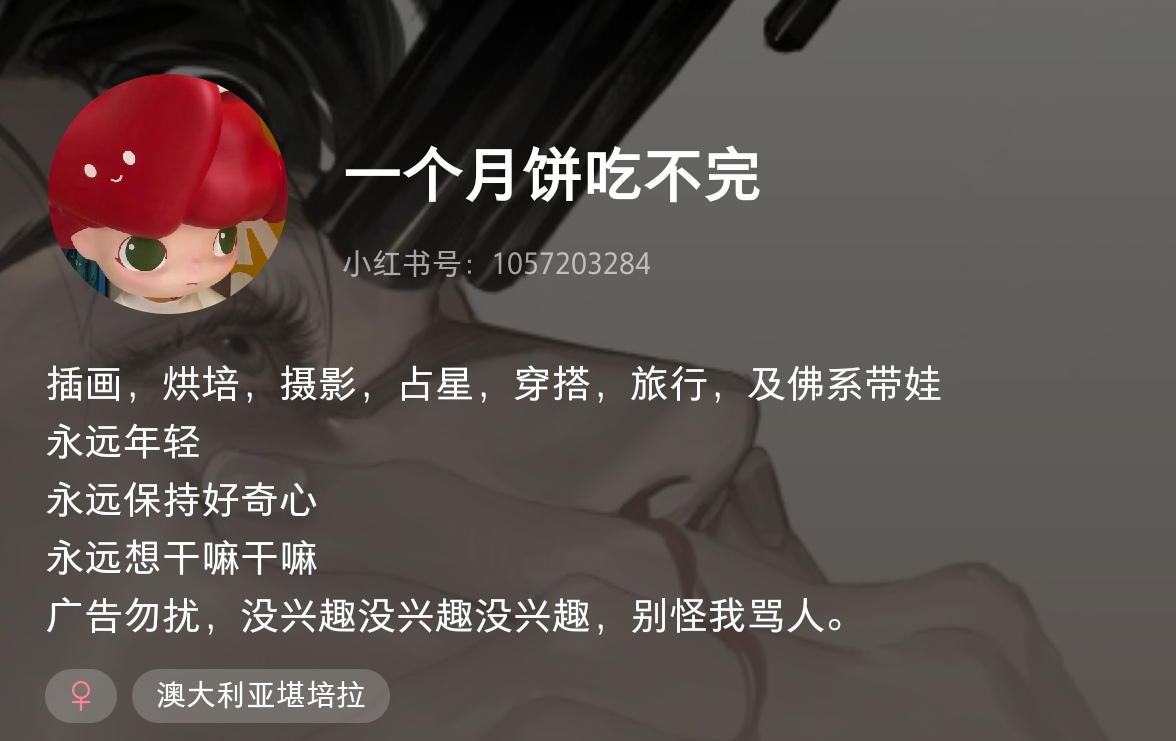 一个月饼吃不完
小红书号：1057203284
插画，烘培，摄影，占星，穿搭，旅行，及佛系带娃
永远年轻
永远保持好奇心
永远想干嘛干嘛
广告勿扰，没兴趣没兴趣没兴趣，别怪我骂人。
♀
澳大利亚堪培拉